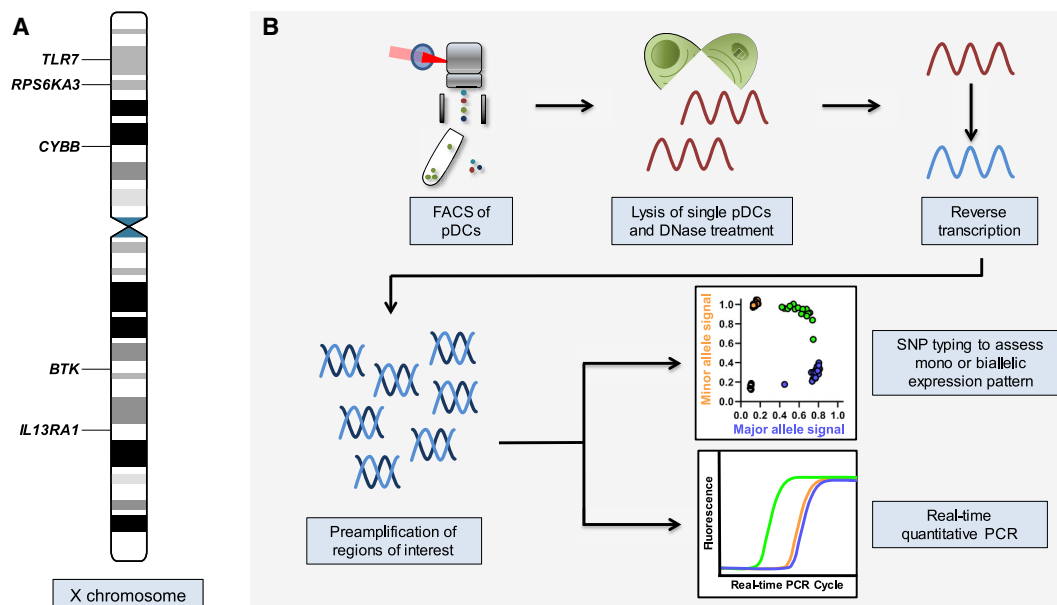 A
TLR7
RPS6KA3
CYBB
BTK
IL13RA1
X chromosome
B
FACS of
pDCs
Lysis of single pDCs
and DNase treatment
Reverse
transcription
Preamplification of
regions of interest
Minor allele signal
1.0
0.8
0.6
0.4
0.2
0.0
0.0 0.2 0.4 0.6 0.8 1.0
Major allele signal
SNP typing to assess
mono or biallelic
expression pattern
Fluorescence
Real-time PCR Cycle
Real-time
quantitative PCR